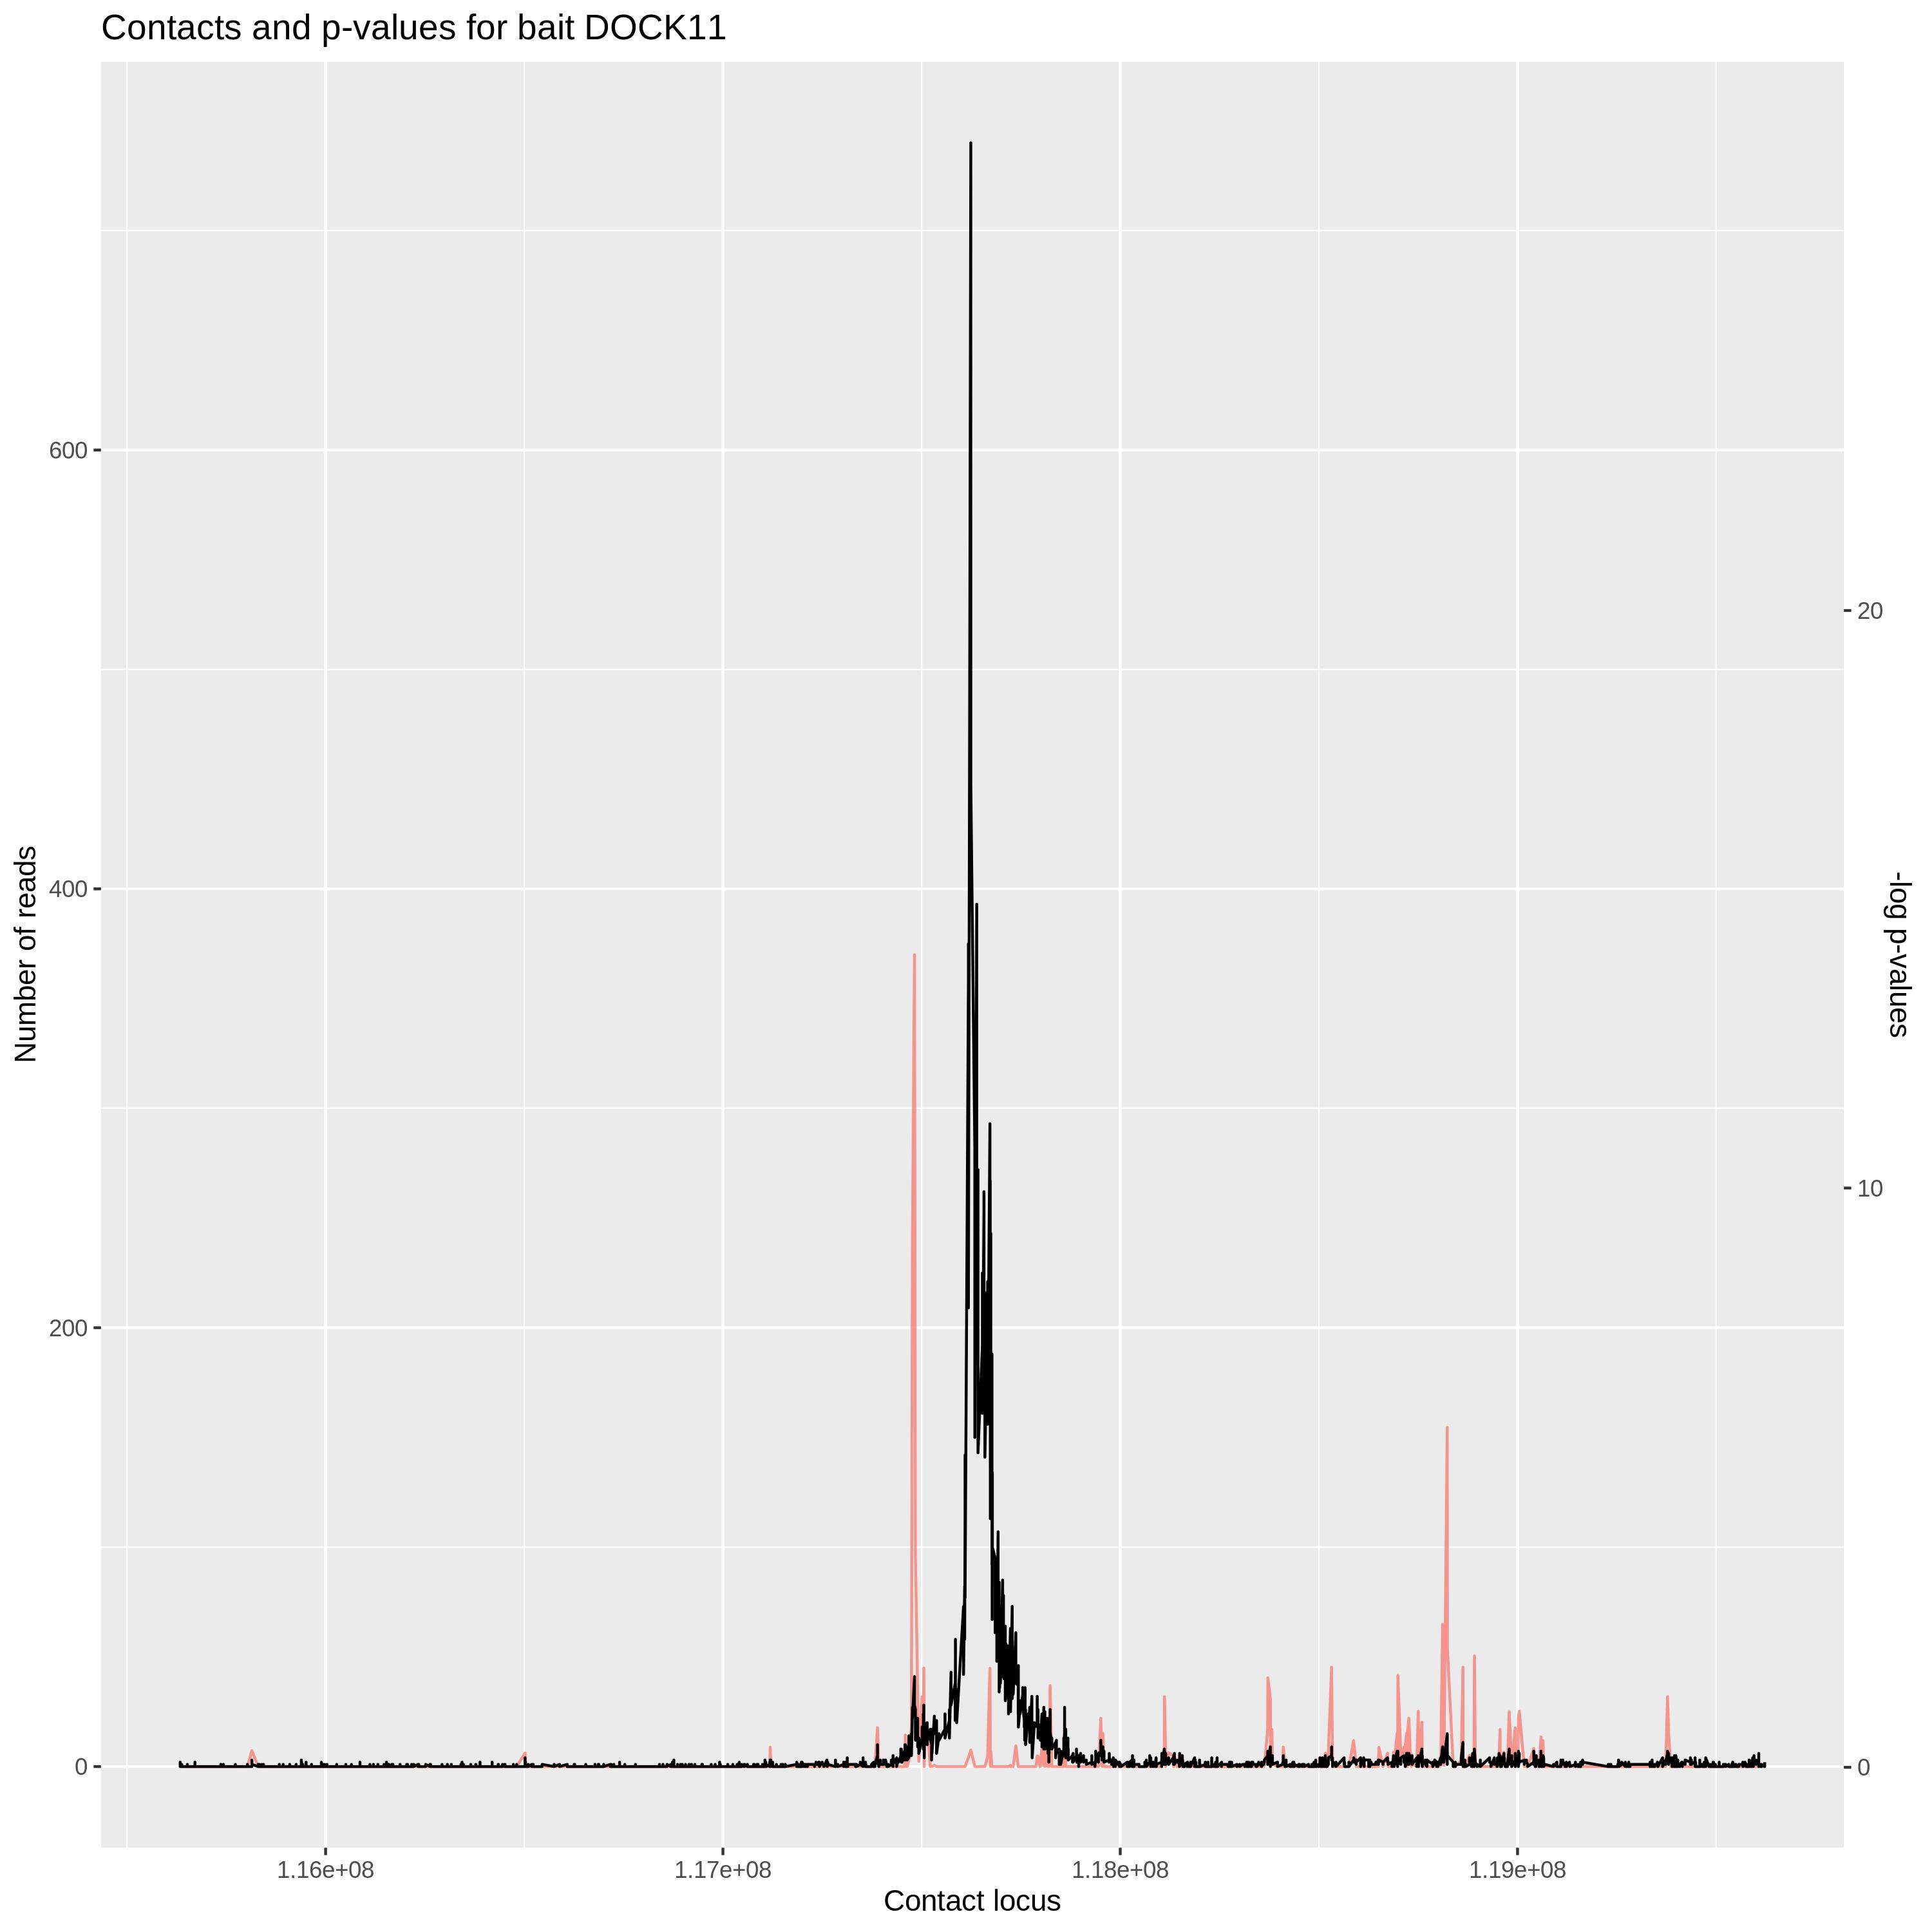 Contacts and p-values for bait DOCK11
Number of reads
600
400
200
0
20
10
0
-log p-values
1.16e+08
1.17e+08
1.18e+08
1.19e+08
Contact locus